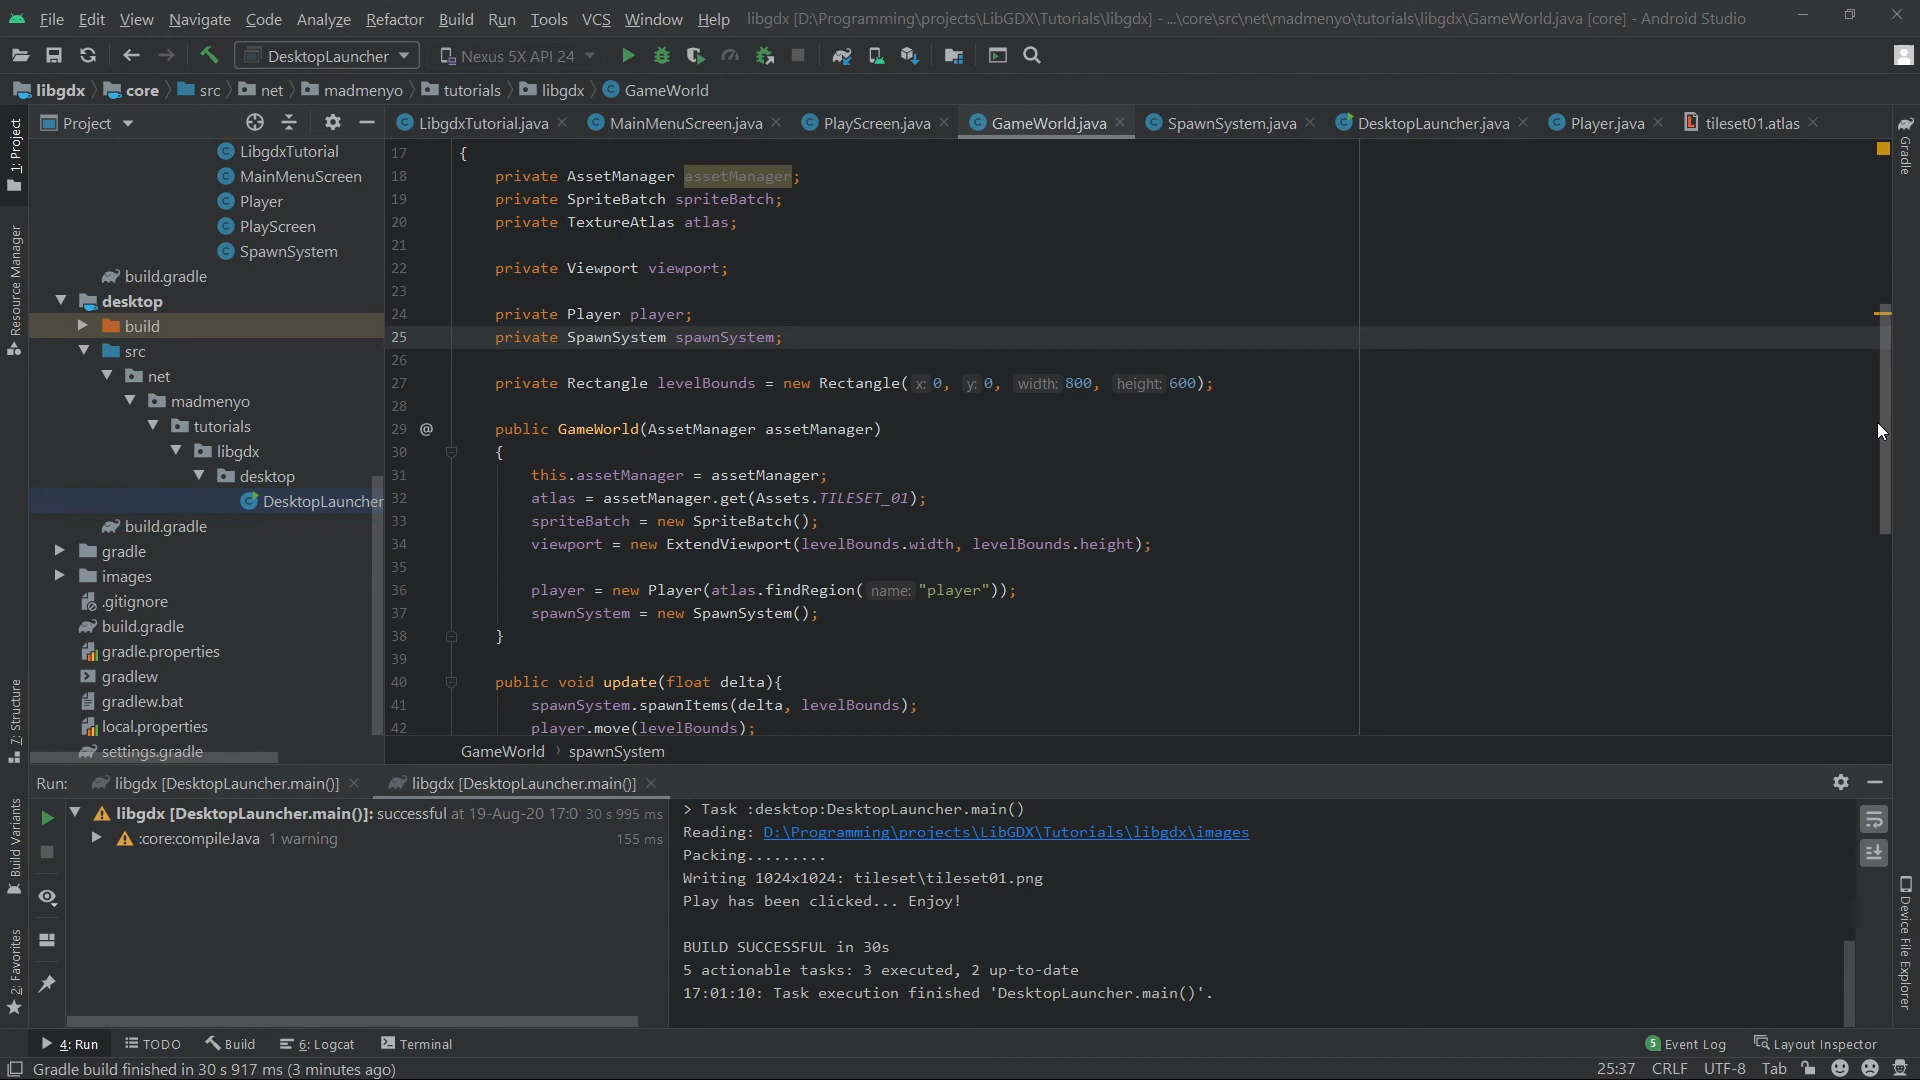 File Edit View Navigate Code Analyze Refactor Build Run Tools VCS Window Help libgdx [D:\Programming\projects\LibGDX\Tutorials\libgdx] - ...\core\src\net\madmenyo\tutorials\libgdx\GameWorld.java [core] - Android Studio
DesktopLauncher Nexus 5X API 24
libgdx core src net madmenyo tutorials libgdx GameWorld
Project LibgdxTutorial.java MainMenuScreen.java PlayScreen.java GameWorld.java SpawnSystem.java DesktopLauncher.java Player.java tileset01.atlas
1: Project
Resource Manager
Z: Structure
Build Variants
2: Favorites
LibgdxTutorial
MainMenuScreen
Player
PlayScreen
SpawnSystem
build.gradle
desktop
build
src
net
madmenyo
tutorials
libgdx
desktop
DesktopLauncher
build.gradle
gradle
images
.gitignore
build.gradle
gradle.properties
gradlew
gradlew.bat
local.properties
settings.gradle
17 {
18 private AssetManager assetManager;
19 private SpriteBatch spriteBatch;
20 private TextureAtlas atlas;
21
22 private Viewport viewport;
23
24 private Player player;
25 private SpawnSystem spawnSystem;
26
27 private Rectangle levelBounds = new Rectangle( x: 0, y: 0, width: 800, height: 600);
28
29 @ public GameWorld(AssetManager assetManager)
30 {
31 this.assetManager = assetManager;
32 atlas = assetManager.get(Assets.TILESET_01);
33 spriteBatch = new SpriteBatch();
34 viewport = new ExtendViewport(levelBounds.width, levelBounds.height);
35
36 player = new Player(atlas.findRegion( name: "player"));
37 spawnSystem = new SpawnSystem();
38 }
39
40 public void update(float delta){
41 spawnSystem.spawnItems(delta, levelBounds);
42 player.move(levelBounds);
GameWorld › spawnSystem
Gradle
Device File Explorer
Run: libgdx [DesktopLauncher.main()] libgdx [DesktopLauncher.main()]
libgdx [DesktopLauncher.main()]: successful at 19-Aug-20 17:0 30 s 995 ms
:core:compileJava 1 warning 155 ms
> Task :desktop:DesktopLauncher.main()
Reading: D:\Programming\projects\LibGDX\Tutorials\libgdx\images
Packing.........
Writing 1024x1024: tileset\tileset01.png
Play has been clicked... Enjoy!
BUILD SUCCESSFUL in 30s
5 actionable tasks: 3 executed, 2 up-to-date
17:01:10: Task execution finished 'DesktopLauncher.main()'.
4: Run TODO Build 6: Logcat Terminal 5 Event Log Layout Inspector
Gradle build finished in 30 s 917 ms (3 minutes ago) 25:37 CRLF UTF-8 Tab